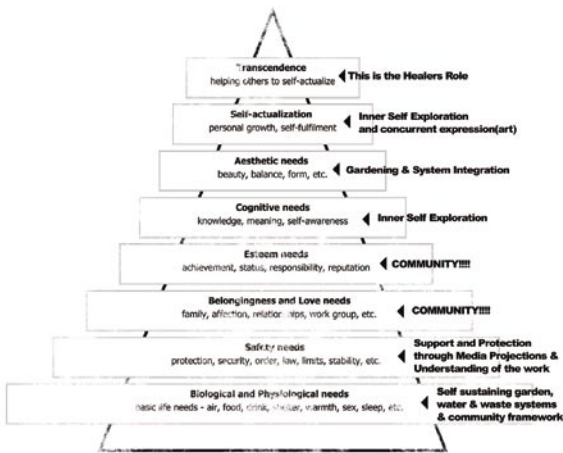 Transcendence
helping others to self-actualize
This is the Healers Role
Self-actualization
personal growth, self-fulfilment
Inner Self Exploration
and concurrent expression(art)
Aesthetic needs
beauty, balance, form, etc.
Gardening & System Integration
Cognitive needs
knowledge, meaning, self-awareness
Inner Self Exploration
Esteem needs
achievement, status, responsibility, reputation
COMMUNITY!!!!
Belongingness and Love needs
family, affection, relationships, work group, etc.
COMMUNITY!!!!
Safety needs
protection, security, order, law, limits, stability, etc.
Support and Protection
through Media Projections &
Understanding of the work
Biological and Physiological needs
basic life needs - air, food, drink, shelter, warmth, sex, sleep, etc.
Self sustaining garden,
water & waste systems
& community framework